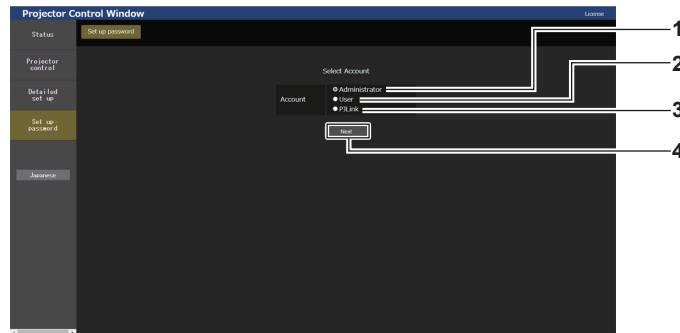 Projector Control Window
License
Status
Set up password
Projector
control
Detailed
set up
Set up
password
Japanese
Select Account
Account
Administrator
User
PJLink
Next
1
2
3
4